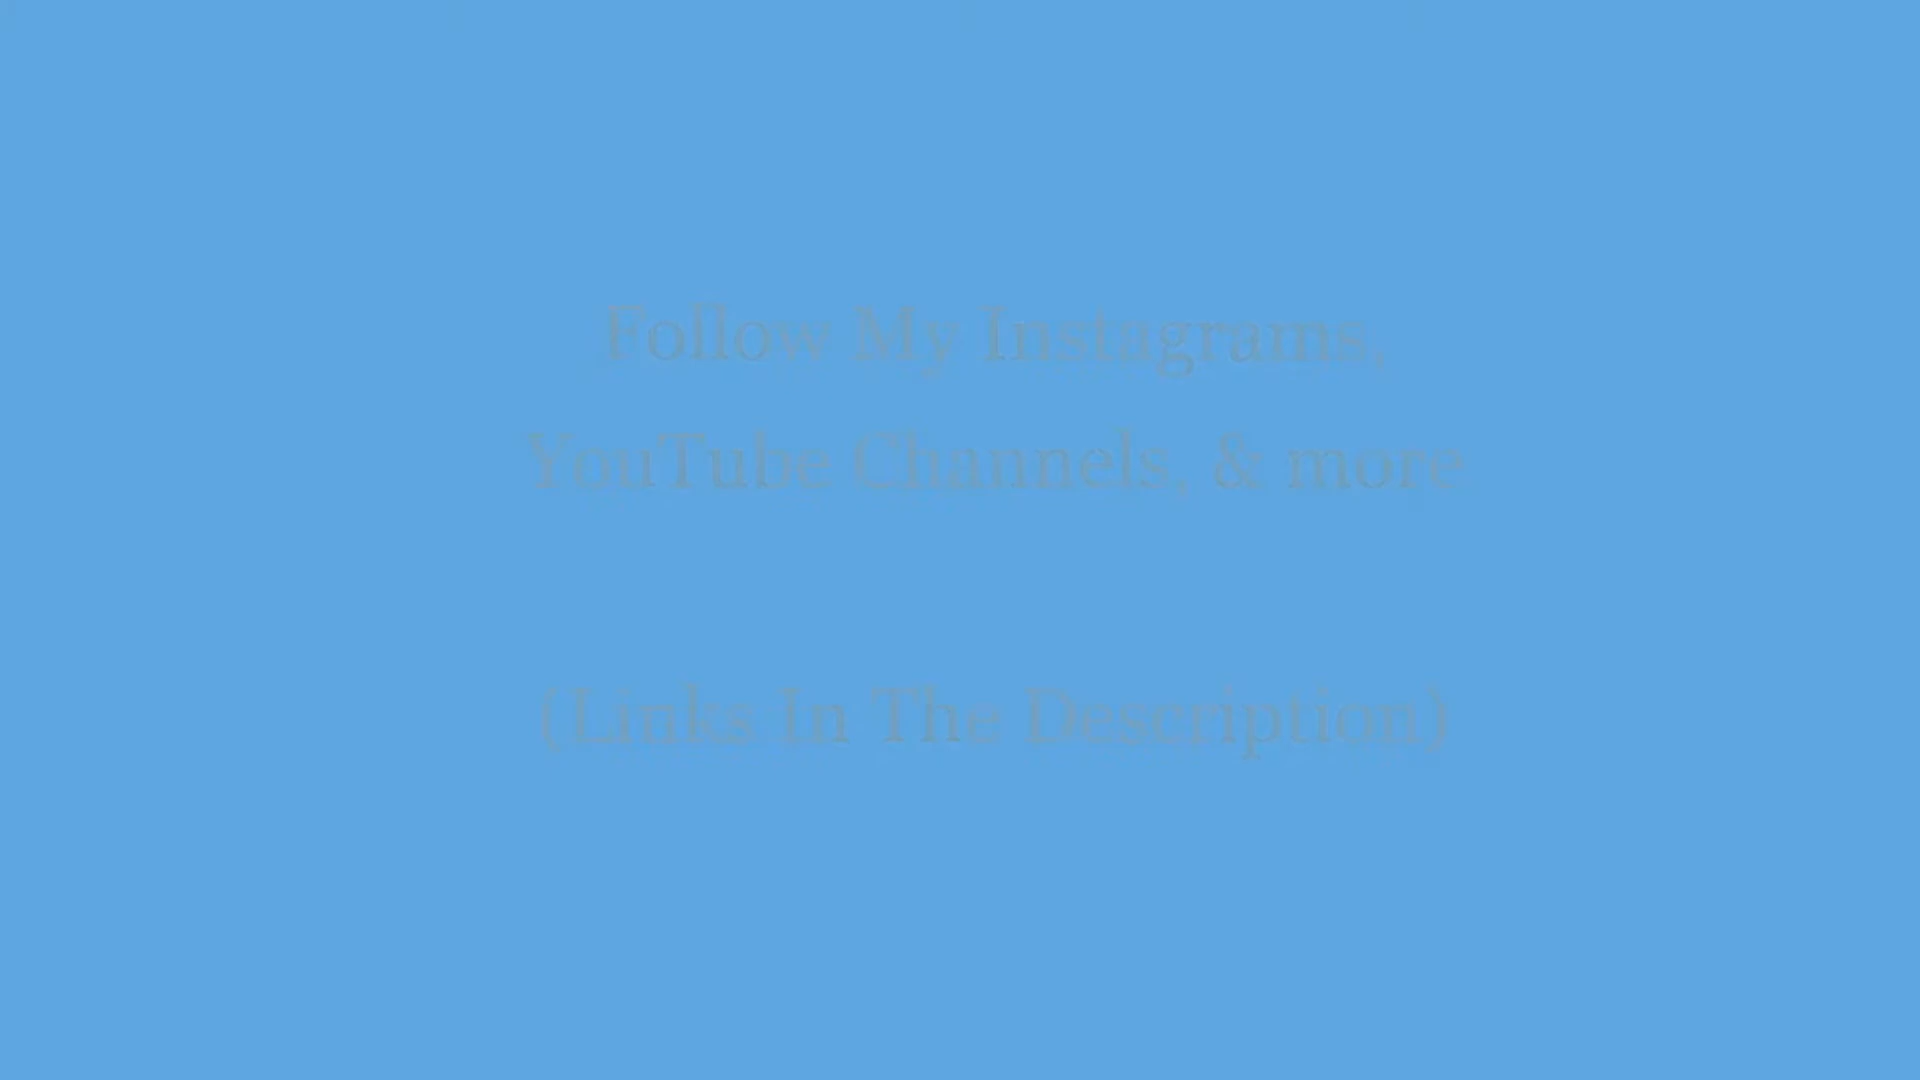 Follow My Instagrams,
YouTube Channels, & more
(Links In The Description)